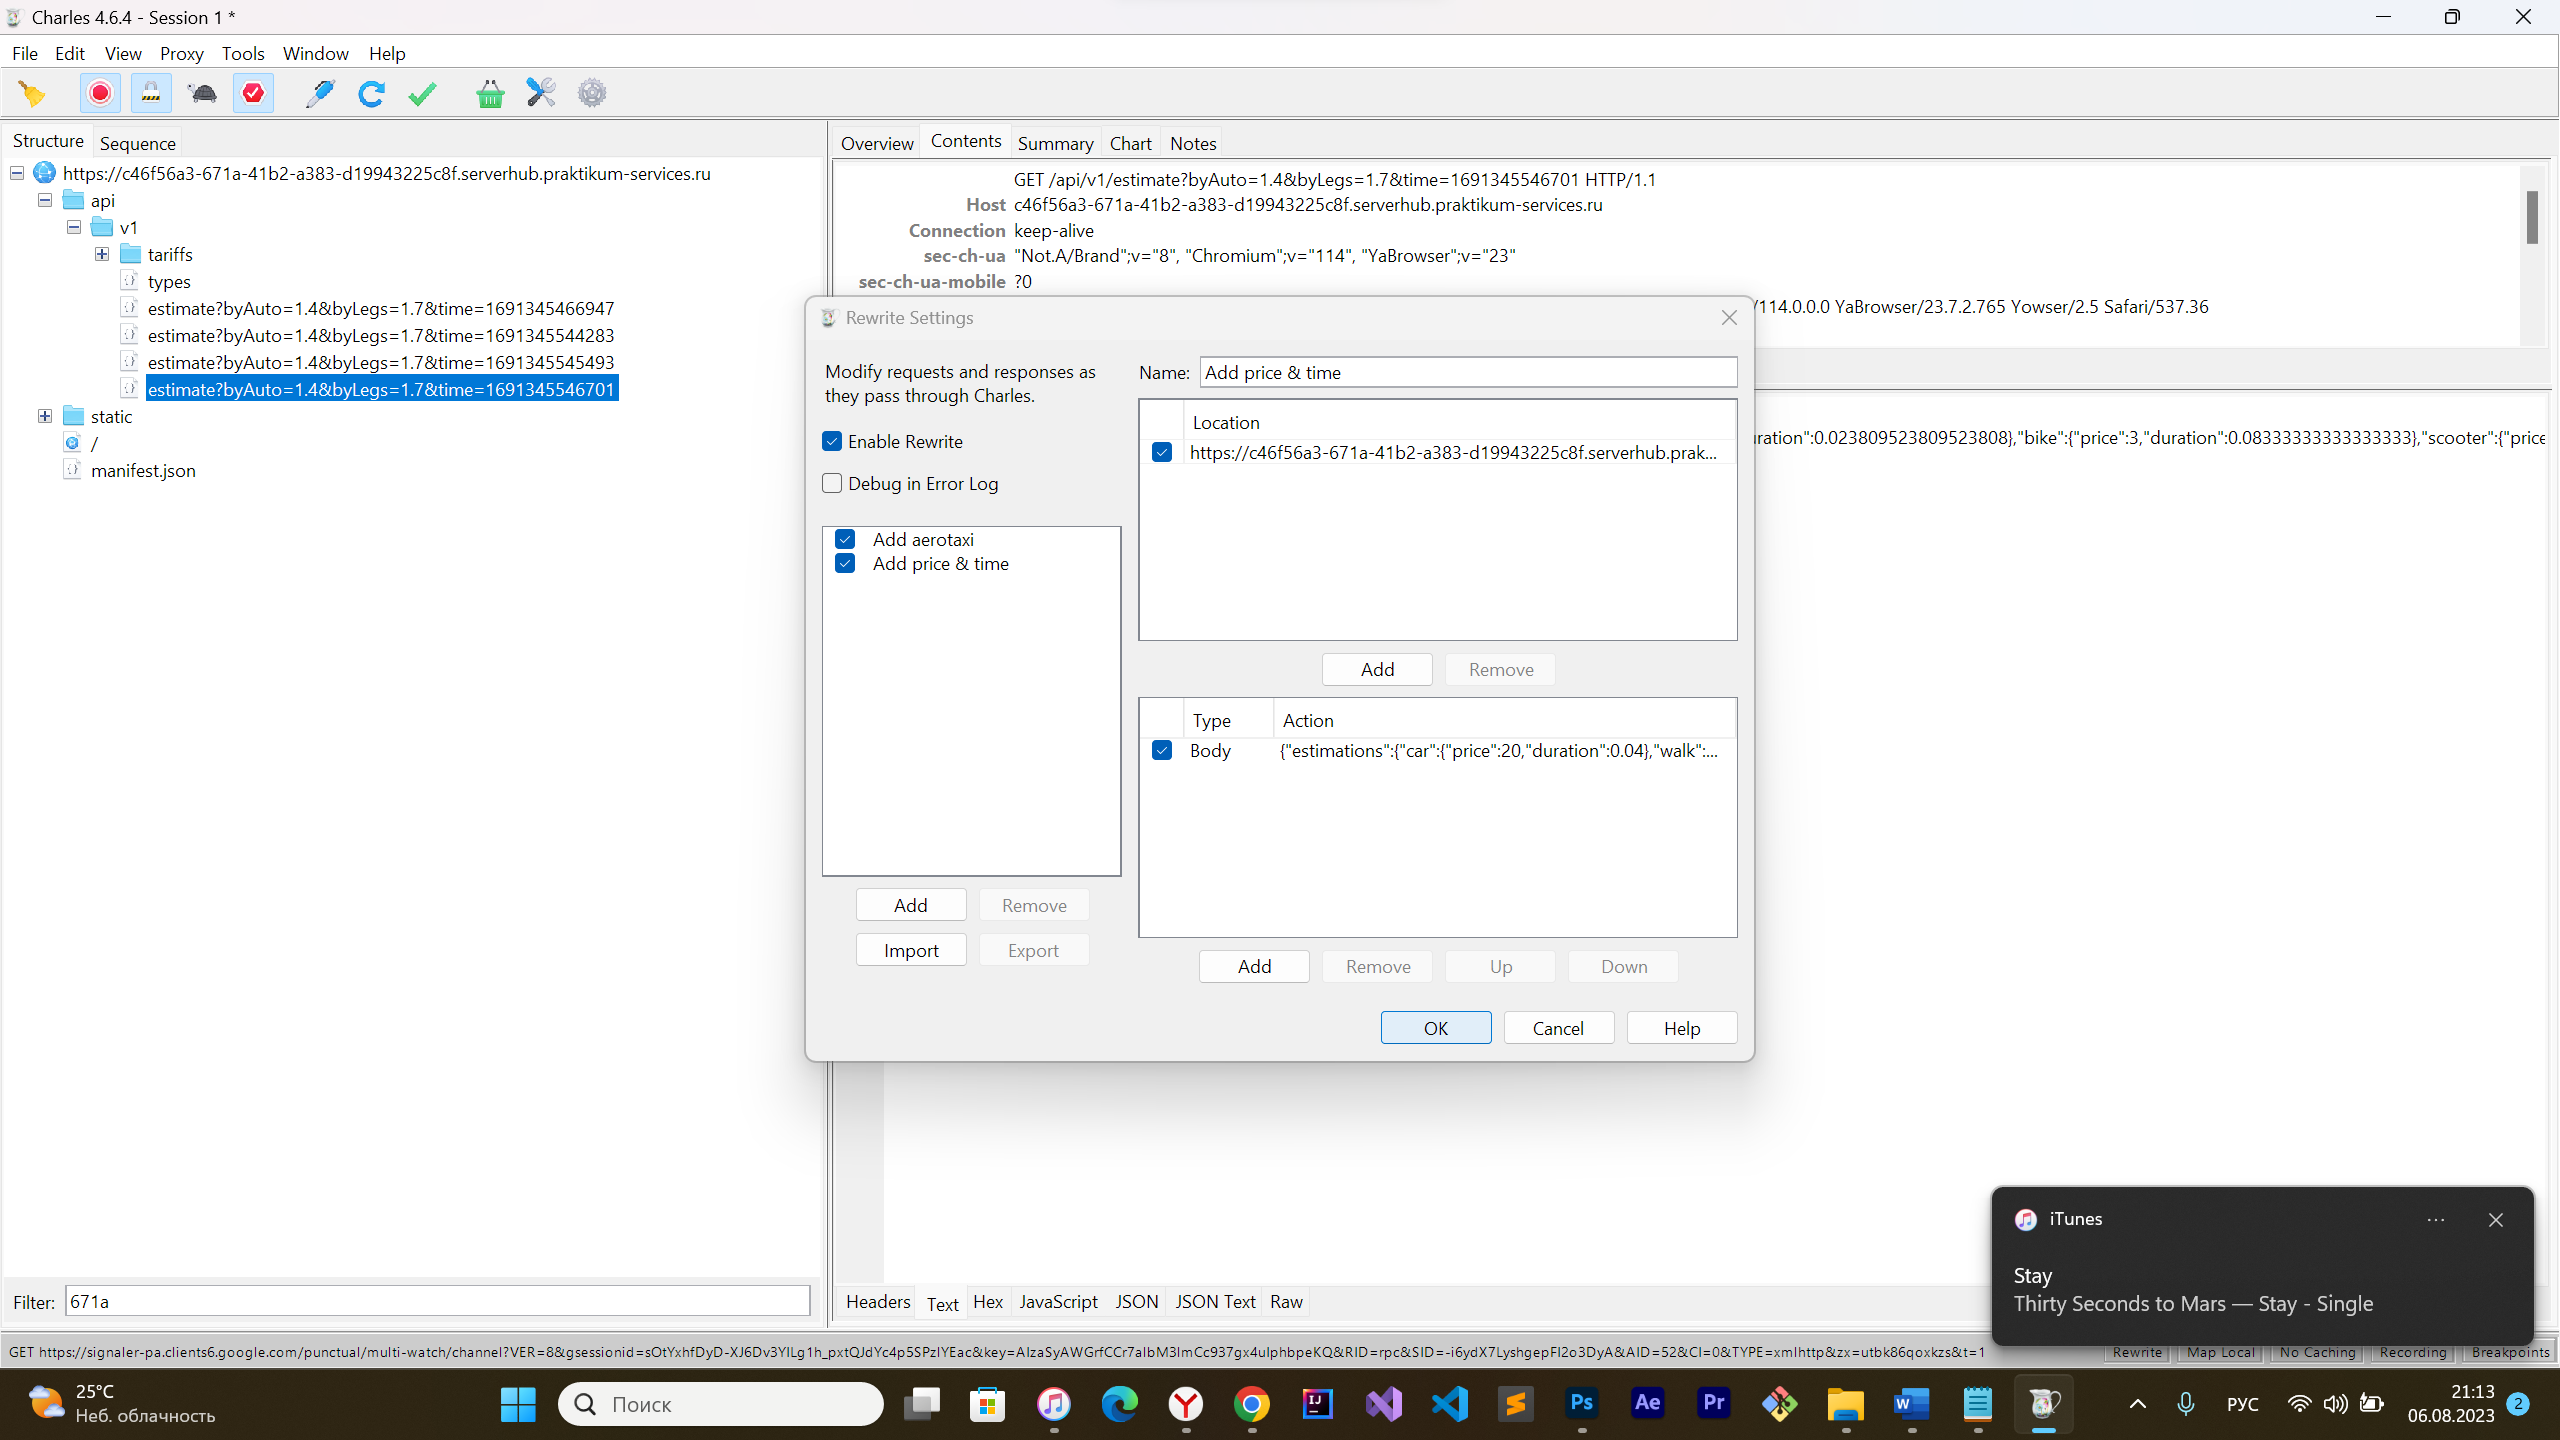 Charles 4.6.4 - Session 1 *
File Edit View Proxy Tools Window Help
Structure Sequence
https://c46f56a3-671a-41b2-a383-d19943225c8f.serverhub.praktikum-services.ru
api
v1
tariffs
types
estimate?byAuto=1.4&byLegs=1.7&time=1691345466947
estimate?byAuto=1.4&byLegs=1.7&time=1691345544283
estimate?byAuto=1.4&byLegs=1.7&time=1691345545493
estimate?byAuto=1.4&byLegs=1.7&time=1691345546701
static
/
manifest.json
Filter: 671a
Overview Contents Summary Chart Notes
GET /api/v1/estimate?byAuto=1.4&byLegs=1.7&time=1691345546701 HTTP/1.1
Host c46f56a3-671a-41b2-a383-d19943225c8f.serverhub.praktikum-services.ru
Connection keep-alive
sec-ch-ua "Not.A/Brand";v="8", "Chromium";v="114", "YaBrowser";v="23"
sec-ch-ua-mobile ?0
/114.0.0.0 YaBrowser/23.7.2.765 Yowser/2.5 Safari/537.36
uration":0.023809523809523808},"bike":{"price":3,"duration":0.08333333333333333},"scooter":{"price
Rewrite Settings
Modify requests and responses as
they pass through Charles.
Enable Rewrite
Debug in Error Log
Add aerotaxi
Add price & time
Add Remove
Import Export
Name: Add price & time
Location
https://c46f56a3-671a-41b2-a383-d19943225c8f.serverhub.prak...
Add Remove
Type Action
Body {"estimations":{"car":{"price":20,"duration":0.04},"walk":...
Add Remove Up Down
OK Cancel Help
Headers Text Hex JavaScript JSON JSON Text Raw
iTunes
Stay
Thirty Seconds to Mars — Stay - Single
GET https://signaler-pa.clients6.google.com/punctual/multi-watch/channel?VER=8&gsessionid=sOtYxhfDyD-XJ6Dv3YILg1h_pxtQJdYc4p5SPzlYEac&key=AIzaSyAWGrfCCr7albM3lmCc937gx4uIphbpeKQ&RID=rpc&SID=-i6ydX7LyshgepFI2o3DyA&AID=52&CI=0&TYPE=xmlhttp&zx=utbk86qoxkzs&t=1
Rewrite Map Local No Caching Recording Breakpoints
25°C
Неб. облачность
Поиск
РУС
21:13
06.08.2023
2